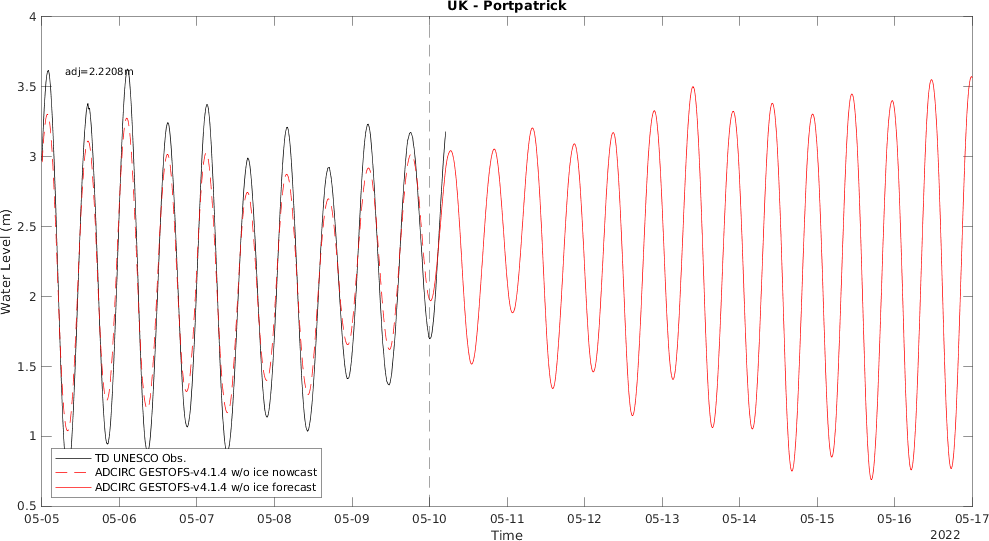 UK - Portpatrick
adj=2.2208m
Water Level (m)
4
3.5
3
2.5
2
1.5
1
0.5
TD UNESCO Obs.
ADCIRC GESTOFS-v4.1.4 w/o ice nowcast
ADCIRC GESTOFS-v4.1.4 w/o ice forecast
05-05 05-06 05-07 05-08 05-09 05-10 05-11 05-12 05-13 05-14 05-15 05-16 05-17
Time
2022